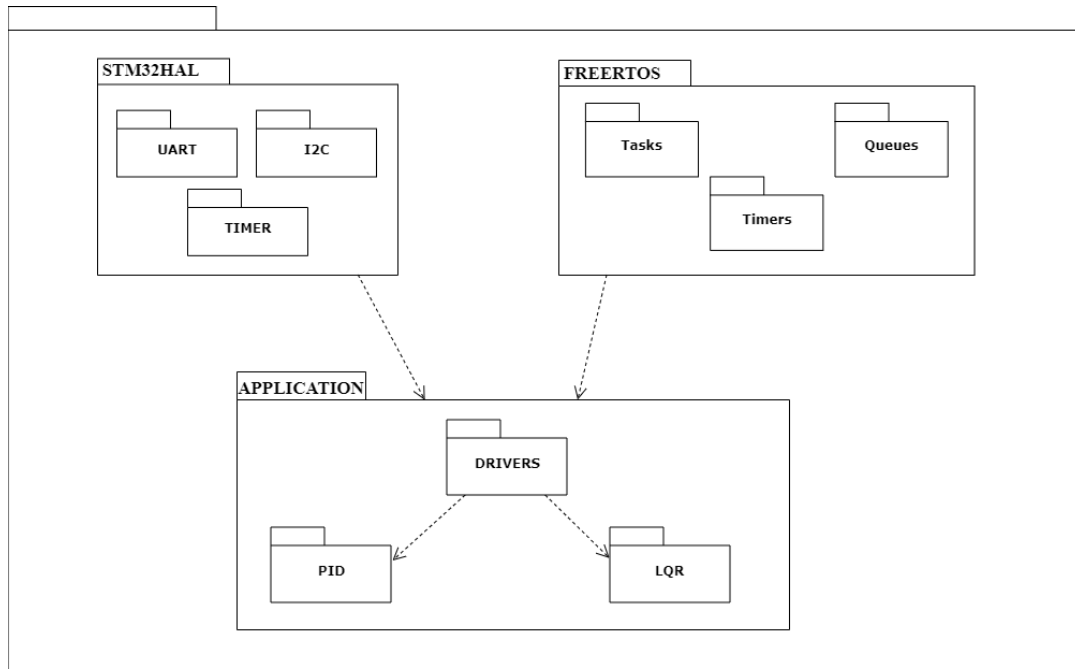 STM32HAL
FREERTOS
UART
I2C
TIMER
Tasks
Queues
Timers
APPLICATION
DRIVERS
PID
LQR